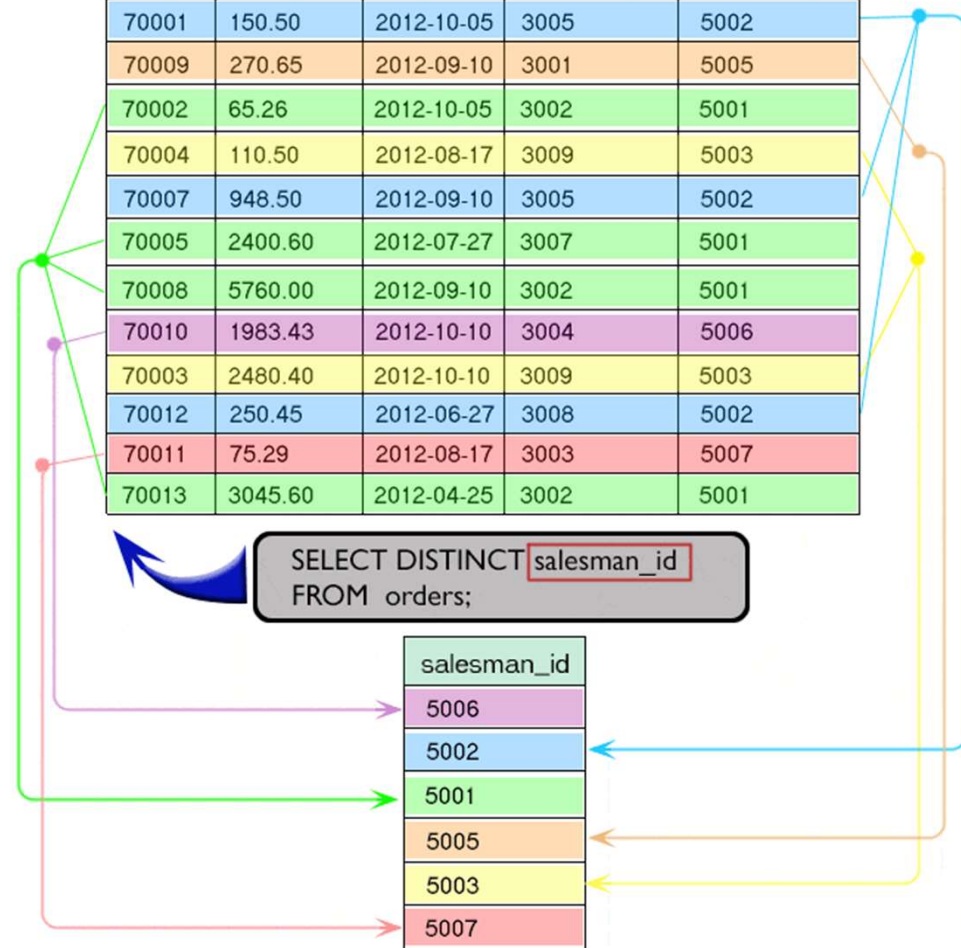 70001 150.50 2012-10-05 3005 5002
70009 270.65 2012-09-10 3001 5005
70002 65.26 2012-10-05 3002 5001
70004 110.50 2012-08-17 3009 5003
70007 948.50 2012-09-10 3005 5002
70005 2400.60 2012-07-27 3007 5001
70008 5760.00 2012-09-10 3002 5001
70010 1983.43 2012-10-10 3004 5006
70003 2480.40 2012-10-10 3009 5003
70012 250.45 2012-06-27 3008 5002
70011 75.29 2012-08-17 3003 5007
70013 3045.60 2012-04-25 3002 5001
SELECT DISTINCT salesman_id
FROM orders;
salesman_id
5006
5002
5001
5005
5003
5007